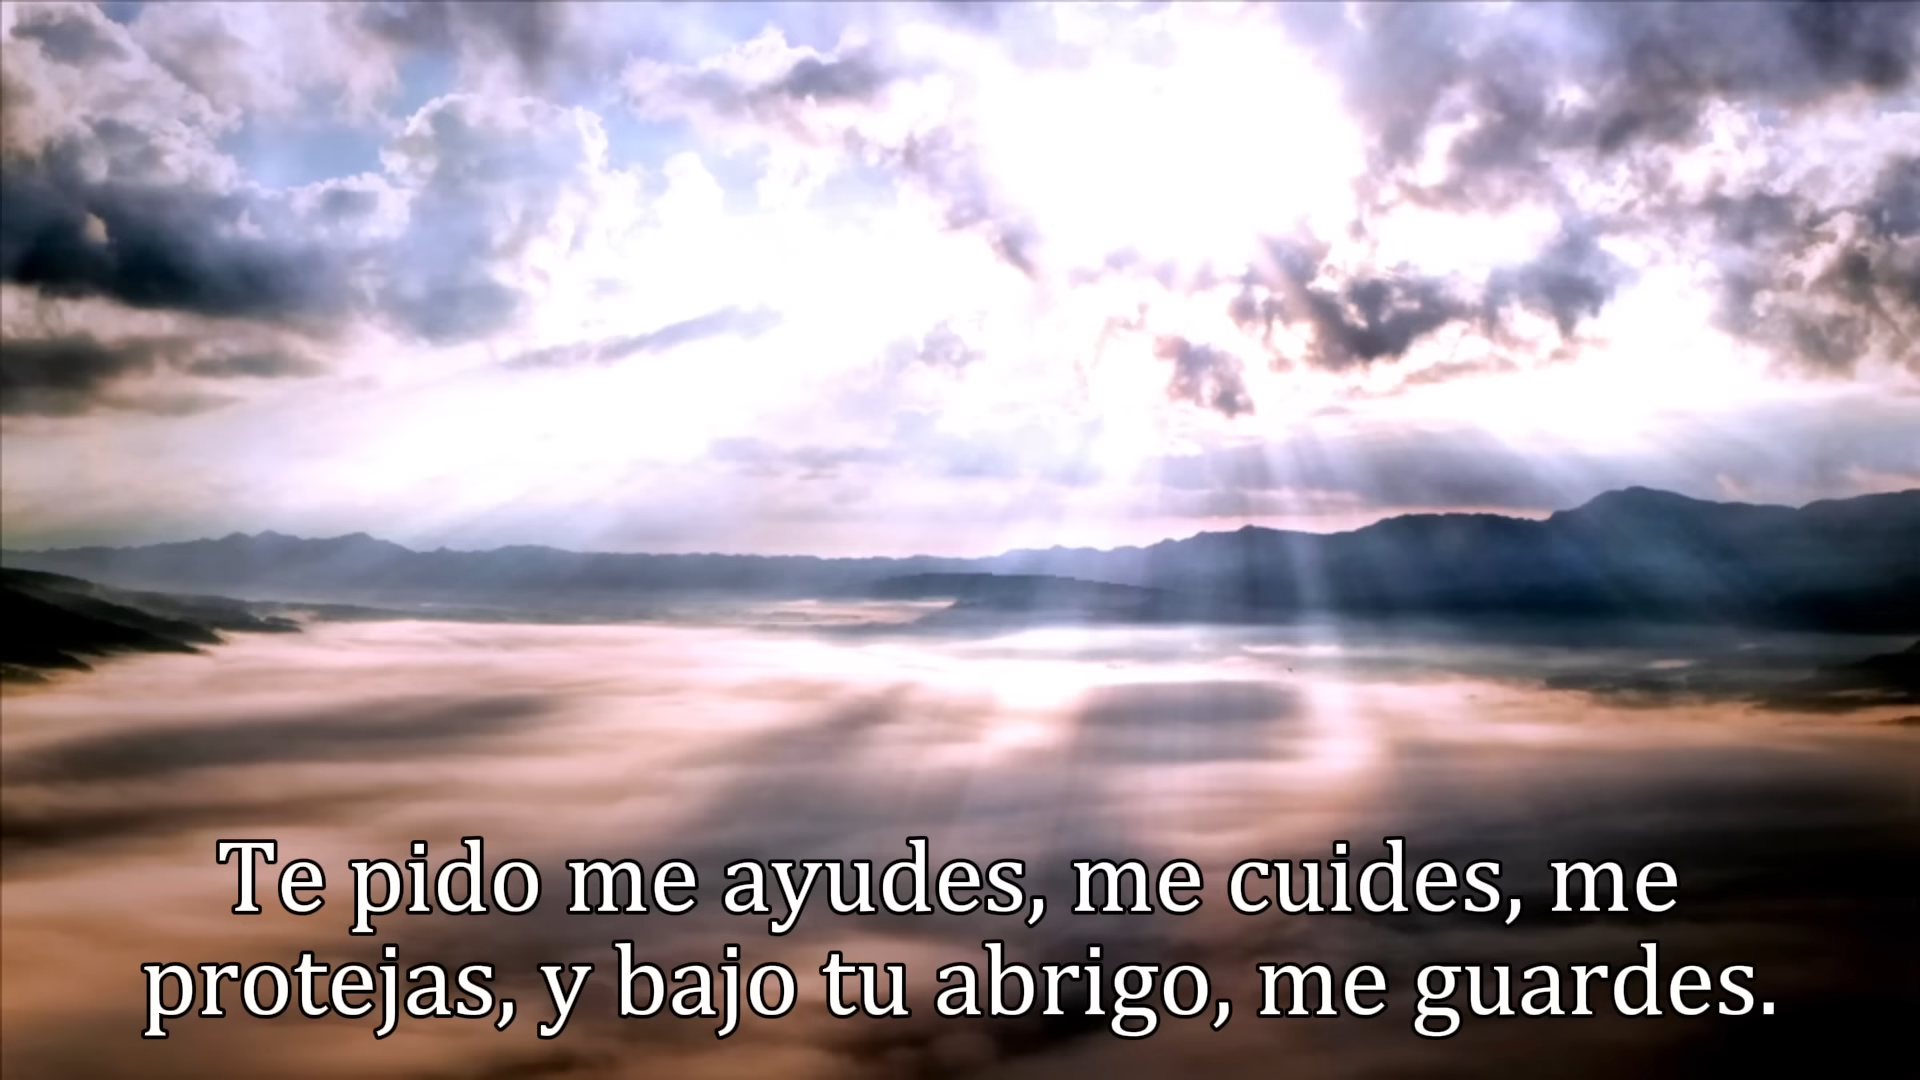 Te pido me ayudes, me cuides, me
protejas, y bajo tu abrigo, me guardes.